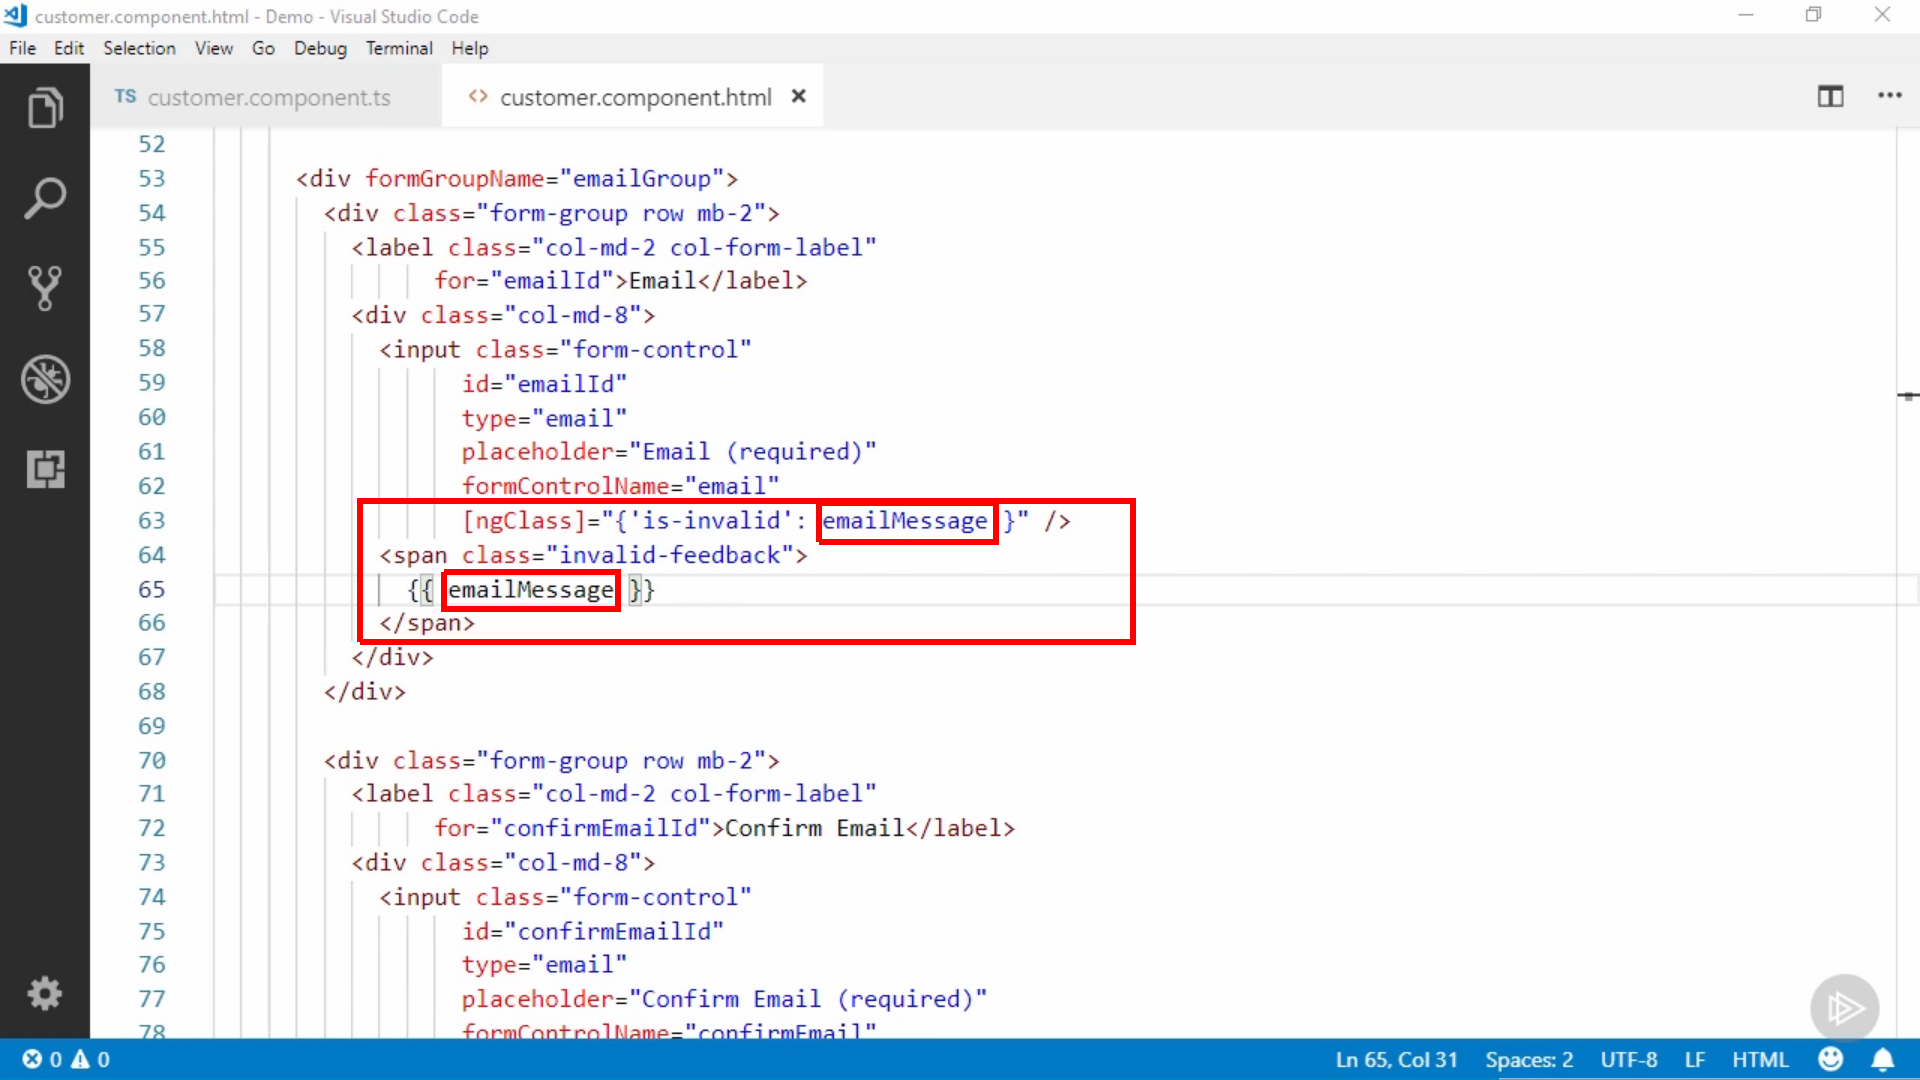 customer.component.html - Demo - Visual Studio Code
File Edit Selection View Go Debug Terminal Help
TS customer.component.ts <> customer.component.html ×
52
53 <div formGroupName="emailGroup">
54 <div class="form-group row mb-2">
55 <label class="col-md-2 col-form-label"
56 for="emailId">Email</label>
57 <div class="col-md-8">
58 <input class="form-control"
59 id="emailId"
60 type="email"
61 placeholder="Email (required)"
62 formControlName="email"
63 [ngClass]="{'is-invalid': emailMessage }" />
64 <span class="invalid-feedback">
65 {{ emailMessage }}
66 </span>
67 </div>
68 </div>
69
70 <div class="form-group row mb-2">
71 <label class="col-md-2 col-form-label"
72 for="confirmEmailId">Confirm Email</label>
73 <div class="col-md-8">
74 <input class="form-control"
75 id="confirmEmailId"
76 type="email"
77 placeholder="Confirm Email (required)"
78 formControlName="confirmEmail"
0 0 Ln 65, Col 31 Spaces: 2 UTF-8 LF HTML